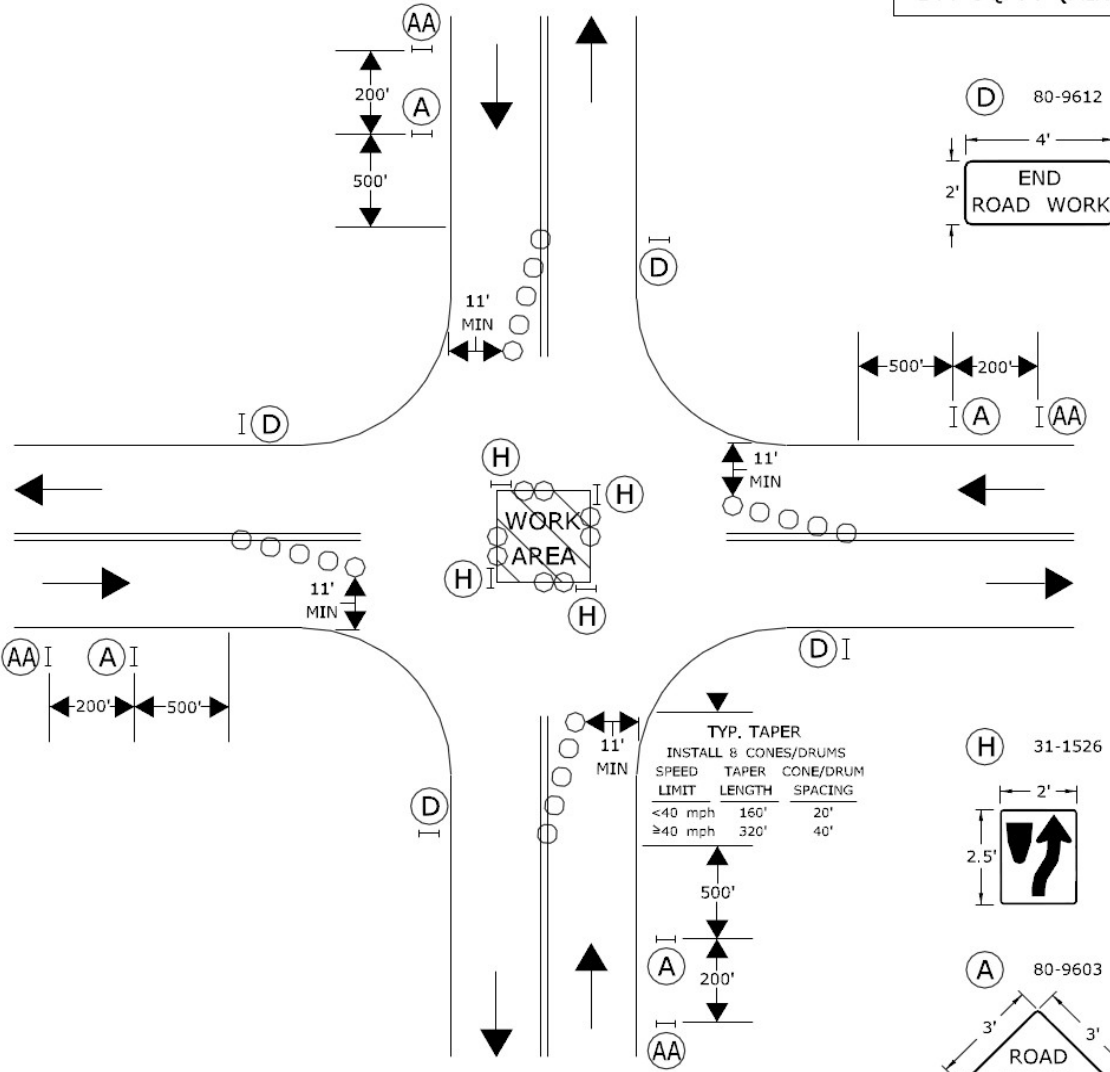 AA
200'
A
500'
D 80-9612
4'
2'
END
ROAD WORK
D
11'
MIN
500' 200'
A AA
D
H
11'
MIN
H
WORK
AREA
H
11'
MIN
H
AA A
200' 500'
D
TYP. TAPER
INSTALL 8 CONES/DRUMS
SPEED TAPER CONE/DRUM
LIMIT LENGTH SPACING
<40 mph 160' 20'
≥40 mph 320' 40'
11'
MIN
H 31-1526
2'
2.5'
D
500'
A
200'
AA
A 80-9603
3' 3'
ROAD